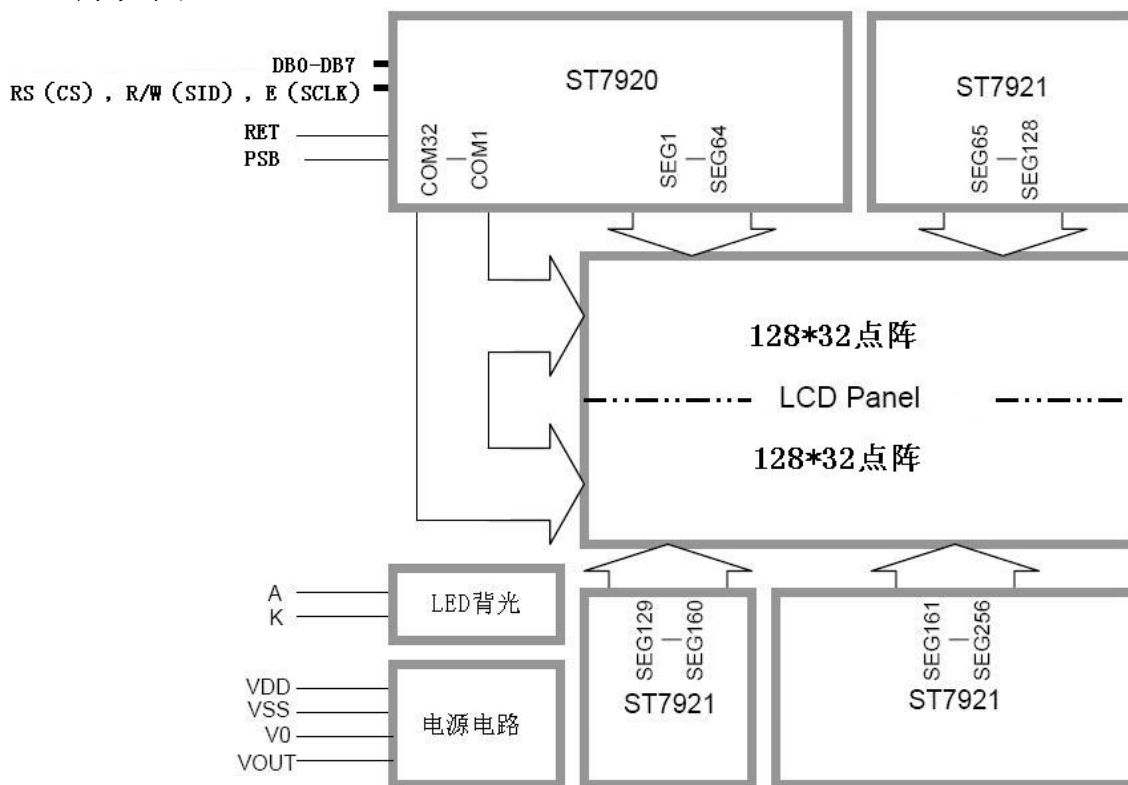 DB0-DB7
RS (CS) , R/W (SID) , E (SCLK)
RET
PSB
ST7920
COM32 — COM1
SEG1 — SEG64
ST7921
SEG65 — SEG128
128*32点阵
LCD Panel
128*32点阵
A
K
LED背光
VDD
VSS
V0
VOUT
电源电路
SEG129 — SEG160
ST7921
SEG161 — SEG256
ST7921